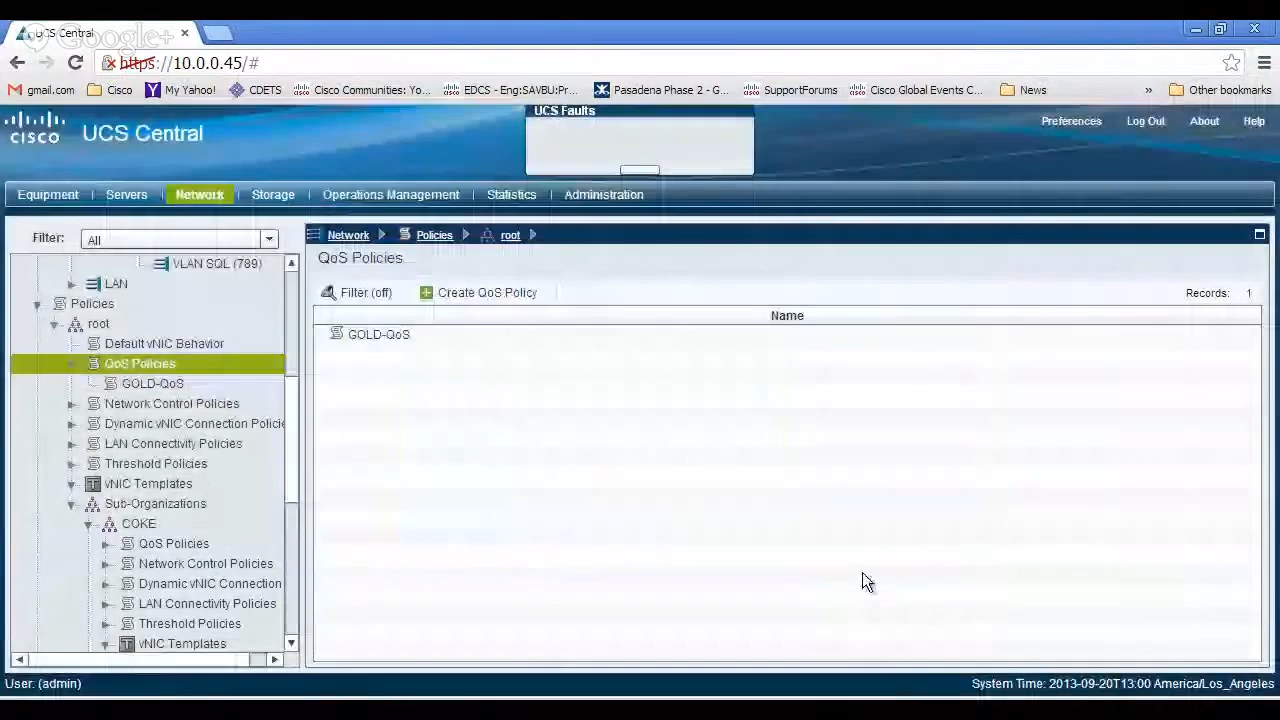 UCS Central
Google+
https://10.0.0.45/#
gmail.com Cisco My Yahoo! CDETS Cisco Communities: Yo... EDCS - Eng:SAVBU:Pr... Pasadena Phase 2 - G... SupportForums Cisco Global Events C... News » Other bookmarks
CISCO UCS Central
UCS Faults
Preferences Log Out About Help
Equipment Servers Network Storage Operations Management Statistics Administration
Filter: All
VLAN SQL (789)
LAN
Policies
root
Default vNIC Behavior
QoS Policies
GOLD-QoS
Network Control Policies
Dynamic vNIC Connection Policie
LAN Connectivity Policies
Threshold Policies
vNIC Templates
Sub-Organizations
COKE
QoS Policies
Network Control Policies
Dynamic vNIC Connection
LAN Connectivity Policies
Threshold Policies
vNIC Templates
Network Policies root
QoS Policies
Filter (off) Create QoS Policy Records: 1
Name
GOLD-QoS
User: (admin) System Time: 2013-09-20T13:00 America/Los_Angeles